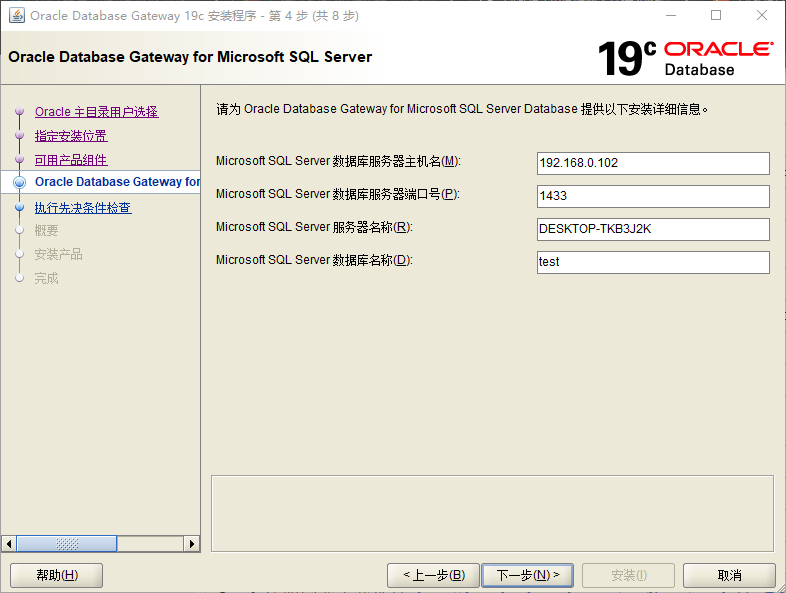 Oracle Database Gateway 19c 安装程序 - 第 4 步 (共 8 步)
Oracle Database Gateway for Microsoft SQL Server
19c ORACLE Database
Oracle 主目录用户选择
指定安装位置
可用产品组件
Oracle Database Gateway for
执行先决条件检查
概要
安装产品
完成
请为 Oracle Database Gateway for Microsoft SQL Server Database 提供以下安装详细信息。
Microsoft SQL Server 数据库服务器主机名(M): 192.168.0.102
Microsoft SQL Server 数据库服务器端口号(P): 1433
Microsoft SQL Server 服务器名称(R): DESKTOP-TKB3J2K
Microsoft SQL Server 数据库名称(D): test
帮助(H) < 上一步(B) 下一步(N) > 安装(I) 取消